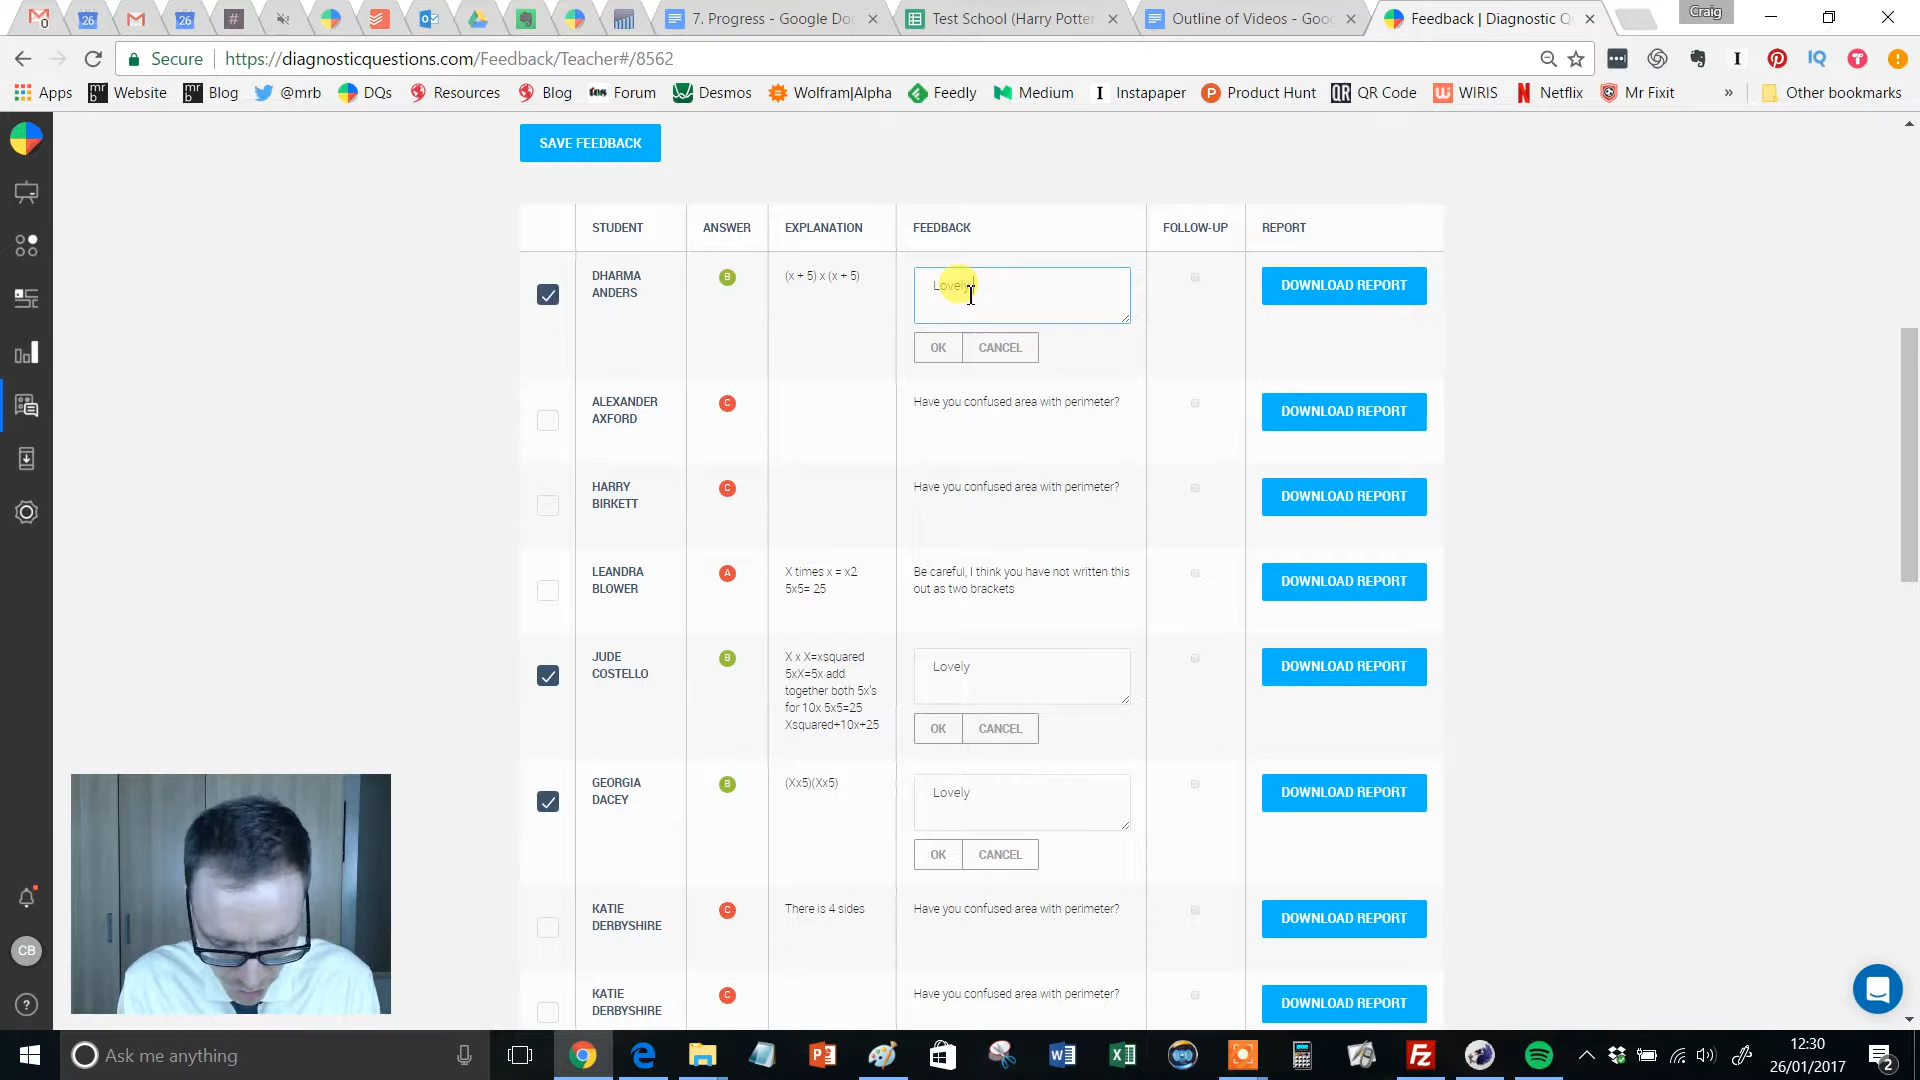 7. Progress - Google Doc
Test School (Harry Potter
Outline of Videos - Goo
Feedback | Diagnostic Q
Craig
Secure
https://diagnosticquestions.com/Feedback/Teacher#/8562
Apps
Website
Blog
@mrb
DQs
Resources
Blog
Forum
Desmos
Wolfram|Alpha
Feedly
Medium
Instapaper
Product Hunt
QR Code
WIRIS
Netflix
Mr Fixit
»
Other bookmarks
SAVE FEEDBACK
STUDENT ANSWER EXPLANATION FEEDBACK FOLLOW-UP REPORT
DHARMA
ANDERS
B
(x + 5) x (x + 5)
Lovely
OK CANCEL
DOWNLOAD REPORT
ALEXANDER
AXFORD
C
Have you confused area with perimeter?
DOWNLOAD REPORT
HARRY
BIRKETT
C
Have you confused area with perimeter?
DOWNLOAD REPORT
LEANDRA
BLOWER
A
X times x = x2
5x5= 25
Be careful, I think you have not written this
out as two brackets
DOWNLOAD REPORT
JUDE
COSTELLO
B
X x X=xsquared
5xX=5x add
together both 5x's
for 10x 5x5=25
Xsquared+10x+25
Lovely
OK CANCEL
DOWNLOAD REPORT
GEORGIA
DACEY
B
(Xx5)(Xx5)
Lovely
OK CANCEL
DOWNLOAD REPORT
KATIE
DERBYSHIRE
C
There is 4 sides
Have you confused area with perimeter?
DOWNLOAD REPORT
KATIE
DERBYSHIRE
C
Have you confused area with perimeter?
DOWNLOAD REPORT
CB
Ask me anything
12:30
26/01/2017
2